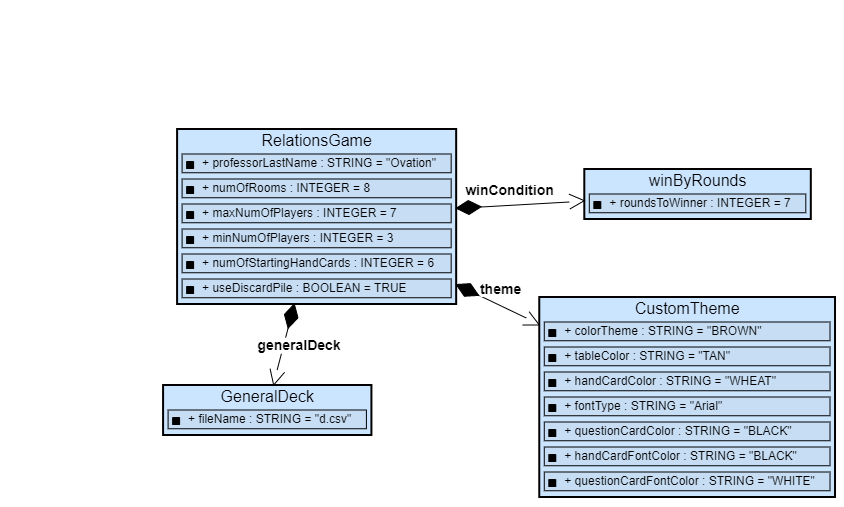 RelationsGame
+ professorLastName : STRING = "Ovation"
+ numOfRooms : INTEGER = 8
+ maxNumOfPlayers : INTEGER = 7
+ minNumOfPlayers : INTEGER = 3
+ numOfStartingHandCards : INTEGER = 6
+ useDiscardPile : BOOLEAN = TRUE
winCondition
winByRounds
+ roundsToWinner : INTEGER = 7
theme
CustomTheme
+ colorTheme : STRING = "BROWN"
+ tableColor : STRING = "TAN"
+ handCardColor : STRING = "WHEAT"
+ fontType : STRING = "Arial"
+ questionCardColor : STRING = "BLACK"
+ handCardFontColor : STRING = "BLACK"
+ questionCardFontColor : STRING = "WHITE"
generalDeck
GeneralDeck
+ fileName : STRING = "d.csv"